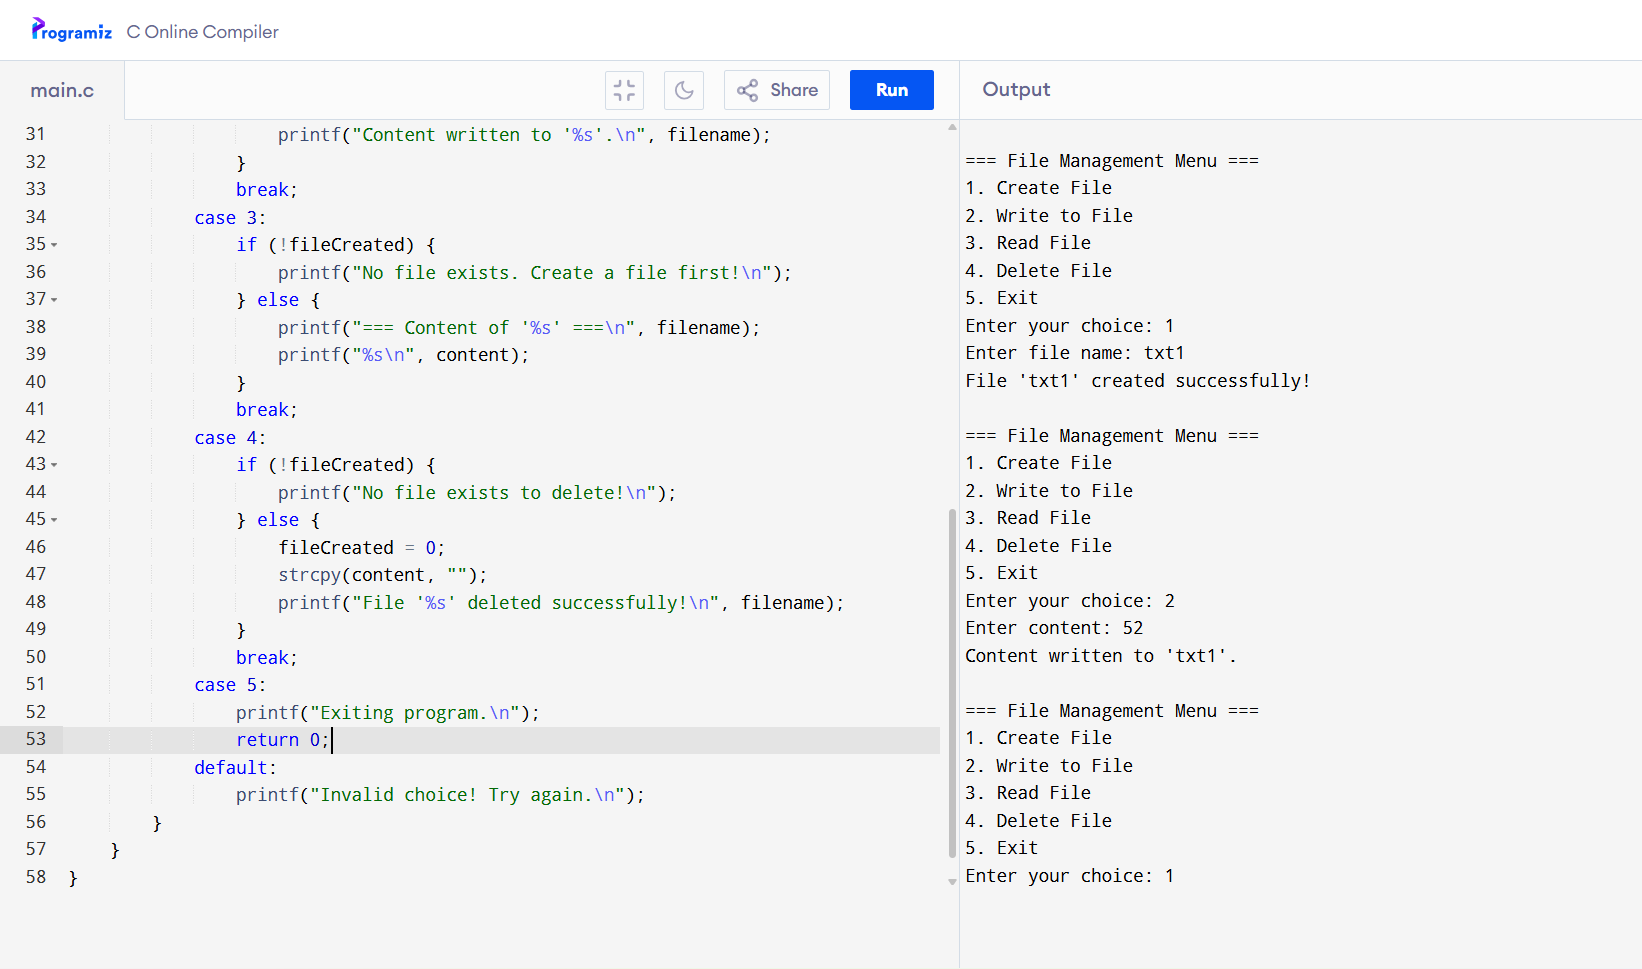 Programiz C Online Compiler
main.c
Share
Run
Output
31 printf("Content written to '%s'.\n", filename);
32 }
33 break;
34 case 3:
35 if (!fileCreated) {
36 printf("No file exists. Create a file first!\n");
37 } else {
38 printf("=== Content of '%s' ===\n", filename);
39 printf("%s\n", content);
40 }
41 break;
42 case 4:
43 if (!fileCreated) {
44 printf("No file exists to delete!\n");
45 } else {
46 fileCreated = 0;
47 strcpy(content, "");
48 printf("File '%s' deleted successfully!\n", filename);
49 }
50 break;
51 case 5:
52 printf("Exiting program.\n");
53 return 0;
54 default:
55 printf("Invalid choice! Try again.\n");
56 }
57 }
58 }
=== File Management Menu ===
1. Create File
2. Write to File
3. Read File
4. Delete File
5. Exit
Enter your choice: 1
Enter file name: txt1
File 'txt1' created successfully!
=== File Management Menu ===
1. Create File
2. Write to File
3. Read File
4. Delete File
5. Exit
Enter your choice: 2
Enter content: 52
Content written to 'txt1'.
=== File Management Menu ===
1. Create File
2. Write to File
3. Read File
4. Delete File
5. Exit
Enter your choice: 1